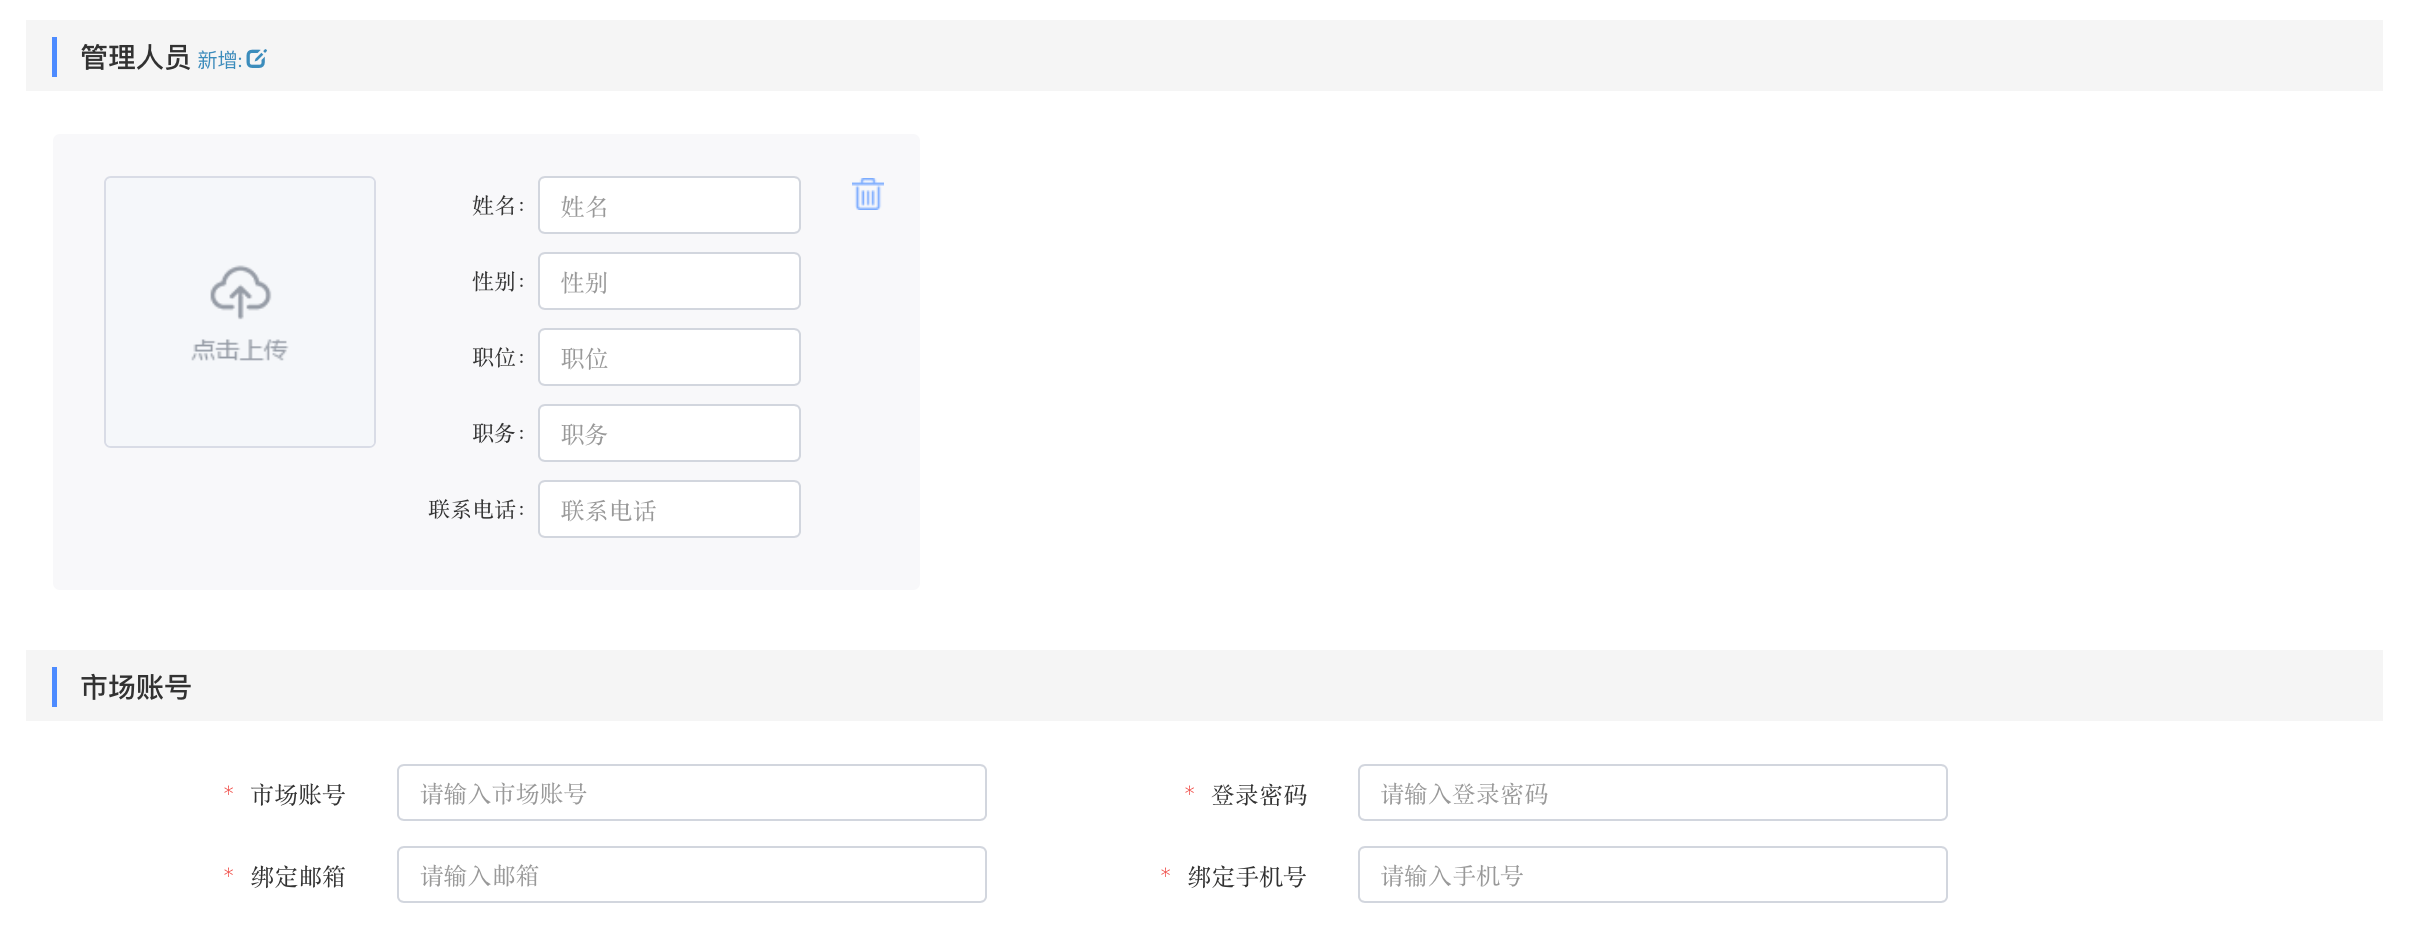 管理人员 新增:
点击上传
姓名: 姓名
性别: 性别
职位: 职位
职务: 职务
联系电话: 联系电话
市场账号
* 市场账号 请输入市场账号 * 登录密码 请输入登录密码
* 绑定邮箱 请输入邮箱 * 绑定手机号 请输入手机号